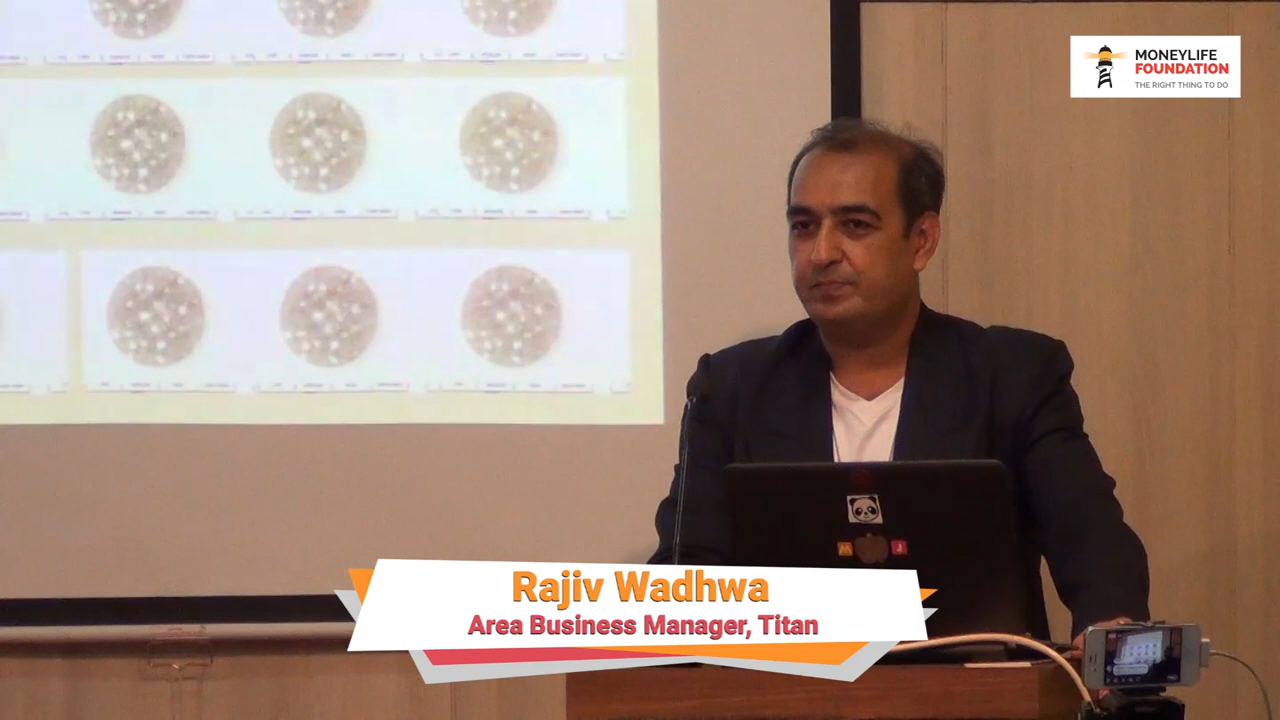 MONEYLIFE
FOUNDATION
THE RIGHT THING TO DO
M
J
Rajiv Wadhwa
Area Business Manager, Titan